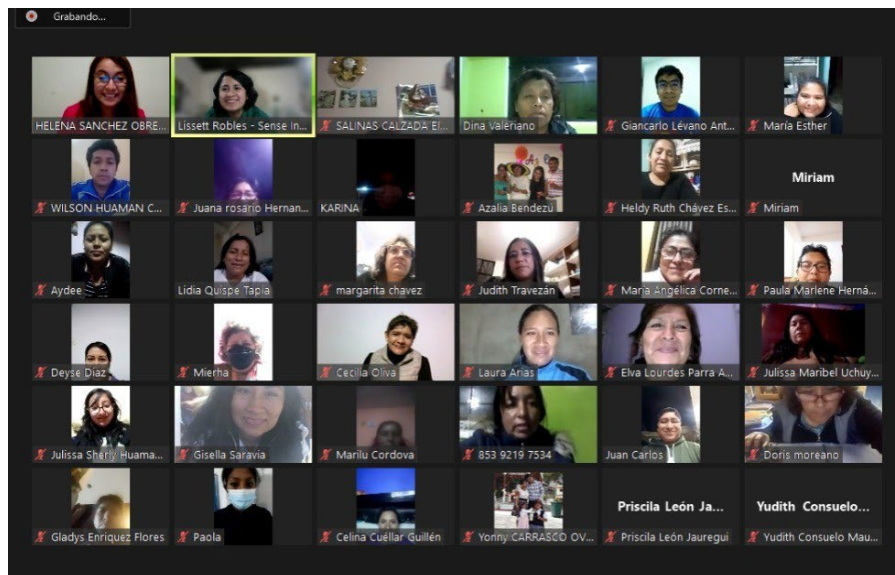 Grabando...
HELENA SANCHEZ OBRE...
Lissett Robles - Sense In...
SALINAS CALZADA El...
Dina Valeriano
Giancarlo Lévano Ant...
María Esther
WILSON HUAMAN C...
Juana rosario Hernan...
KARINA
Azalia Bendezú
Heldy Ruth Chávez Es...
Miriam
Miriam
Aydee
Lidia Quispe Tapia
margarita chavez
Judith Travezán
Maria Angélica Corne...
Paula Marlene Herná...
Deyse Diaz
Mierha
Cecilia Oliva
Laura Arias
Elva Lourdes Parra A...
Julissa Maribel Uchuy...
Julissa Sherly Huama...
Gisella Saravia
Marilu Cordova
853 9219 7534
Juan Carlos
Doris moreano
Gladys Enriquez Flores
Paola
Celina Cuéllar Guillén
Yonny CARRASCO OV...
Priscila León Ja...
Priscila León Jauregui
Yudith Consuelo...
Yudith Consuelo Mau...